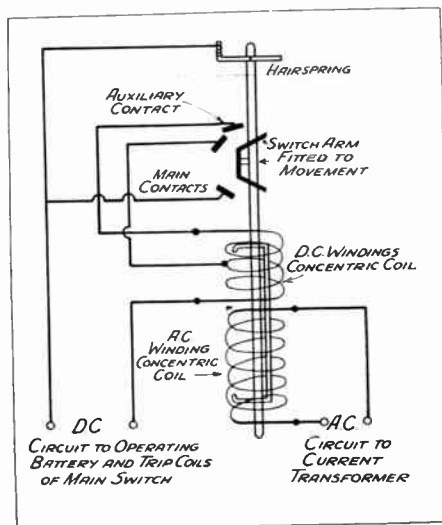 HAIRSPRING
AUXILIARY
CONTACT
SWITCH ARM
FITTED TO
MOVEMENT
MAIN
CONTACTS
D.C. WINDINGS
CONCENTRIC COIL
A.C.
WINDING
CONCENTRIC
COIL
DC
CIRCUIT TO OPERATING
BATTERY AND TRIP COILS
OF MAIN SWITCH
AC
CIRCUIT TO
CURRENT
TRANSFORMER